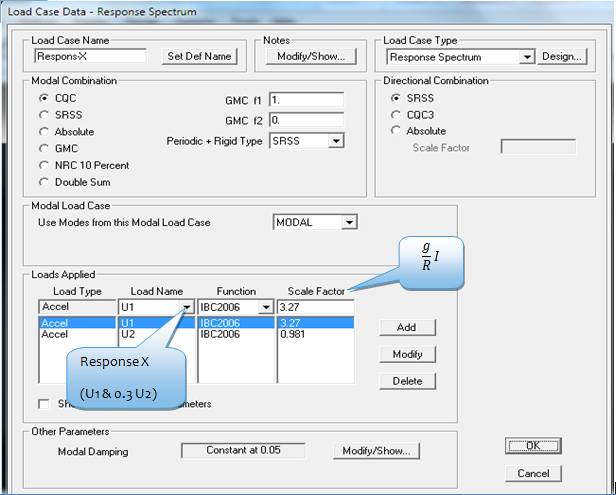 Load Case Data - Response Spectrum
Load Case Name
Respons-X
Set Def Name
Notes
Modify/Show...
Load Case Type
Response Spectrum
Design...
Modal Combination
CQC
SRSS
Absolute
GMC
NRC 10 Percent
Double Sum
GMC f1
1.
GMC f2
0.
Periodic + Rigid Type
SRSS
Directional Combination
SRSS
CQC3
Absolute
Scale Factor
Modal Load Case
Use Modes from this Modal Load Case
MODAL
g/R I
Loads Applied
Load Type Load Name Function Scale Factor
Accel U1 IBC2006 3.27
Accel U1 IBC2006 3.27
Accel U2 IBC2006 0.981
Add
Modify
Delete
Response X
(U1 & 0.3 U2)
Other Parameters
Modal Damping
Constant at 0.05
Modify/Show...
OK
Cancel